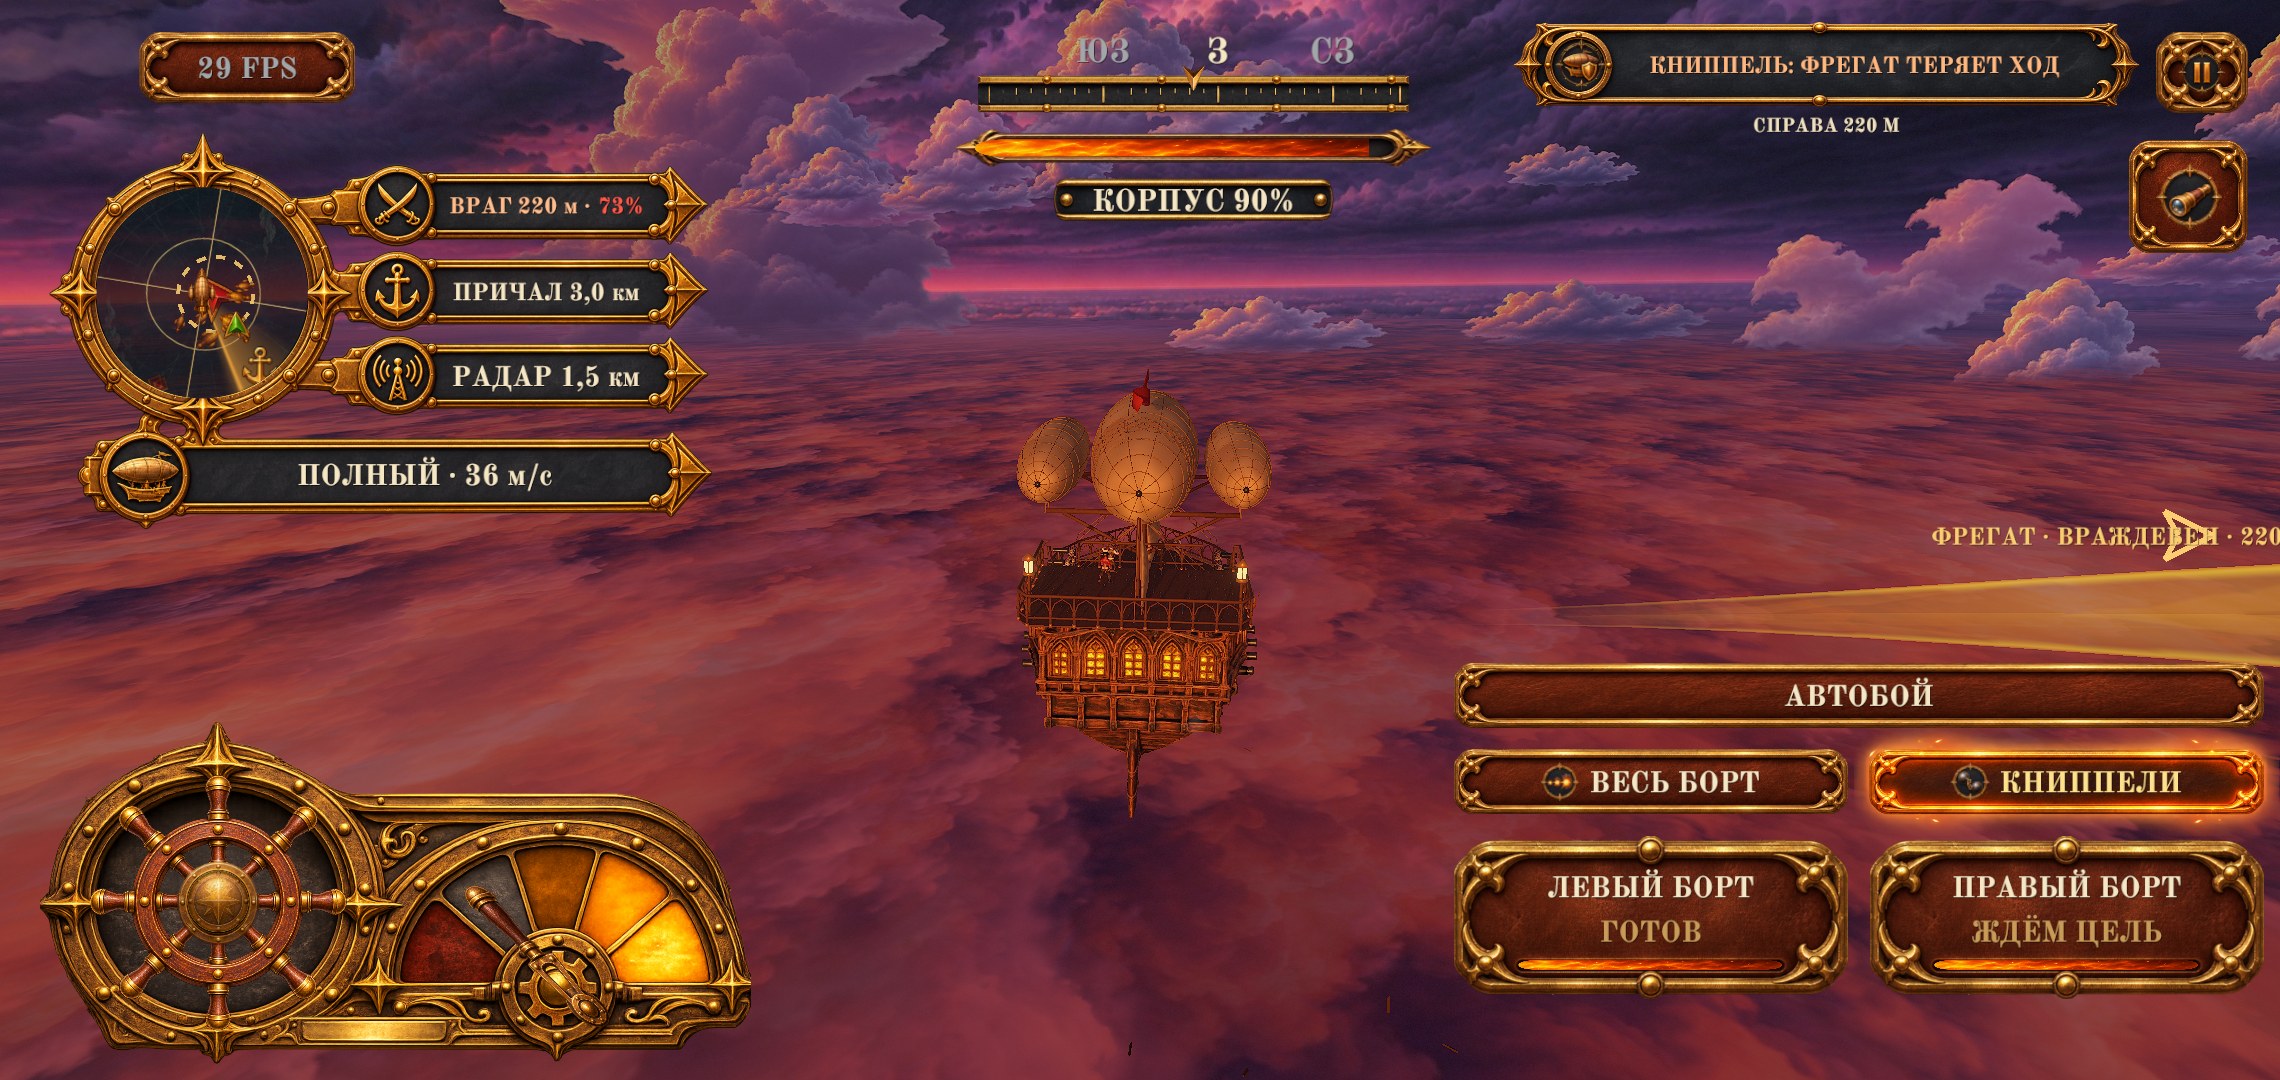 29 FPS
ЮЗ З СЗ
КНИППЕЛЬ: ФРЕГАТ ТЕРЯЕТ ХОД
СПРАВА 220 М
ВРАГ 220 м · 73%
КОРПУС 90%
ПРИЧАЛ 3,0 км
РАДАР 1,5 км
ПОЛНЫЙ · 36 м/с
ФРЕГАТ · ВРАЖДЕБЕН · 220
АВТОБОЙ
ВЕСЬ БОРТ
КНИППЕЛИ
ЛЕВЫЙ БОРТ
ГОТОВ
ПРАВЫЙ БОРТ
ЖДЁМ ЦЕЛЬ